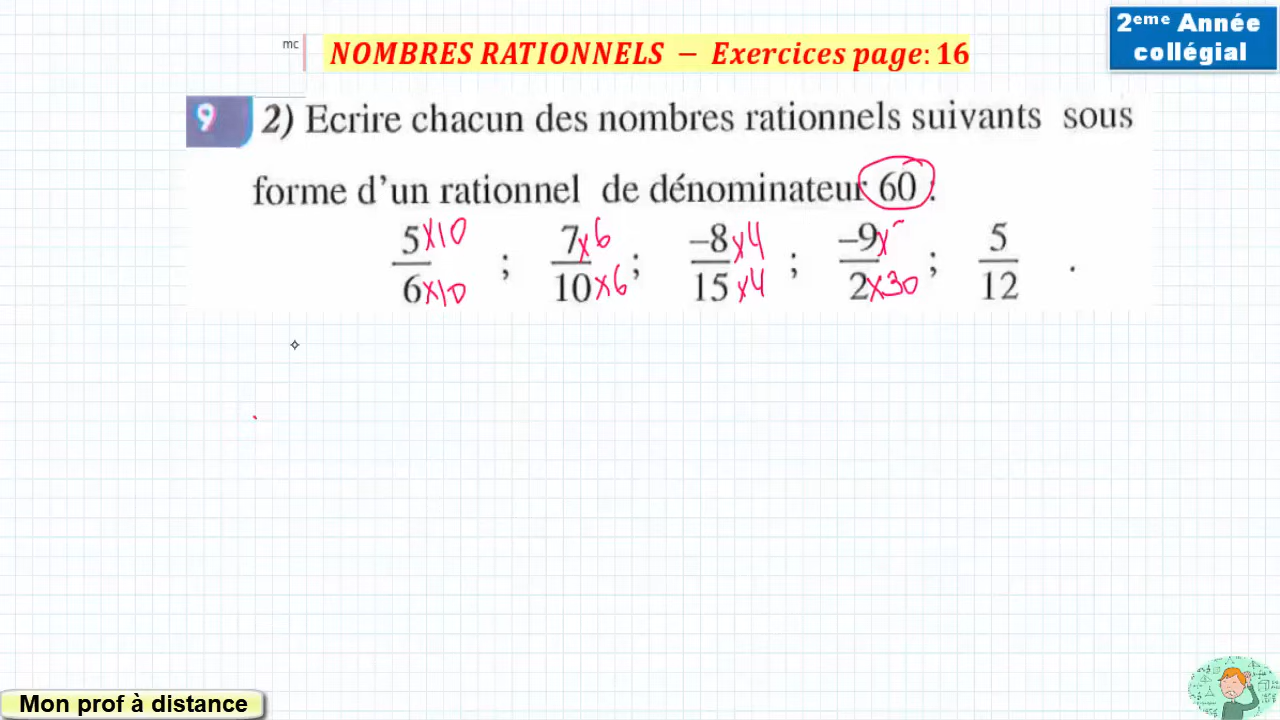 2eme Année
collégial
mc
NOMBRES RATIONNELS – Exercices page: 16
9 2) Ecrire chacun des nombres rationnels suivants sous
forme d'un rationnel de dénominateur 60 :
5×10 ; 7×6 ; –8×4 ; –9× ; 5 .
6×10 10×6 15×4 2×30 12
Mon prof à distance